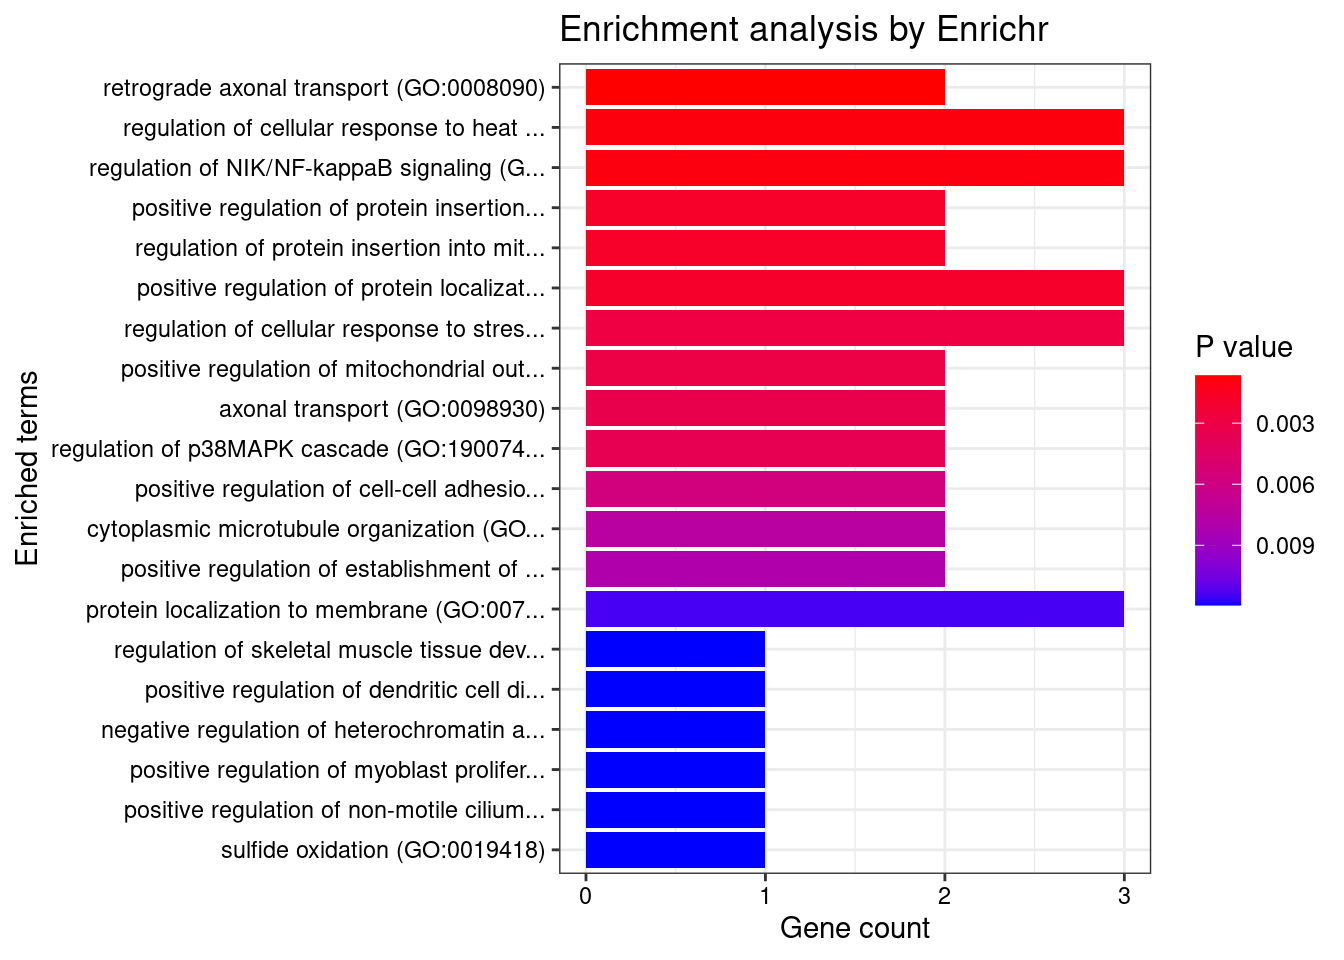 Enrichment analysis by Enrichr
Enriched terms
retrograde axonal transport (GO:0008090)
regulation of cellular response to heat ...
regulation of NIK/NF-kappaB signaling (G...
positive regulation of protein insertion...
regulation of protein insertion into mit...
positive regulation of protein localizat...
regulation of cellular response to stres...
positive regulation of mitochondrial out...
axonal transport (GO:0098930)
regulation of p38MAPK cascade (GO:190074...
positive regulation of cell-cell adhesio...
cytoplasmic microtubule organization (GO...
positive regulation of establishment of ...
protein localization to membrane (GO:007...
regulation of skeletal muscle tissue dev...
positive regulation of dendritic cell di...
negative regulation of heterochromatin a...
positive regulation of myoblast prolifer...
positive regulation of non-motile cilium...
sulfide oxidation (GO:0019418)
0 1 2 3
Gene count
P value
0.003
0.006
0.009